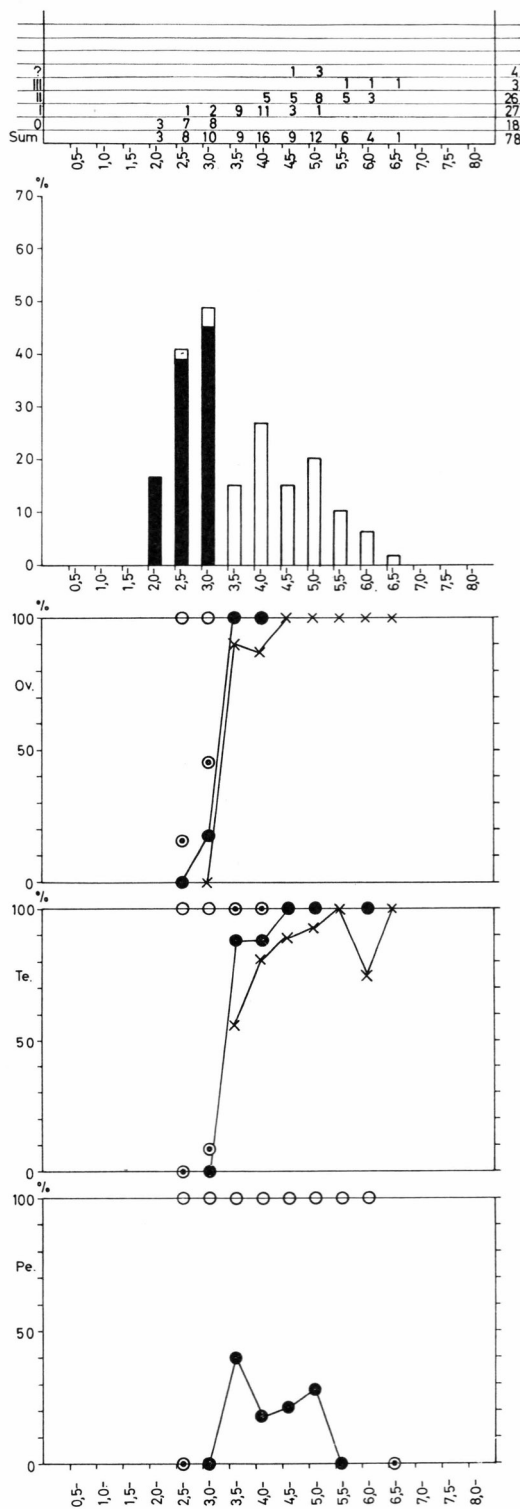 ? 1 3 4
III 1 1 1 3
II 5 5 8 5 3 26
I 1 2 9 11 3 1 27
0 3 7 8 18
Sum 3 8 10 9 16 9 12 6 4 1 78
0,5- 1,0- 1,5- 2,0- 2,5- 3,0- 3,5- 4,0- 4,5- 5,0- 5,5- 6,0- 6,5- 7,0- 7,5- 8,0-
%
70
60
50
40
30
20
10
0
0,5- 1,0- 1,5- 2,0- 2,5- 3,0- 3,5- 4,0- 4,5- 5,0- 5,5- 6,0- 6,5- 7,0- 7,5- 8,0-
%
100
Ov.
50
0
%
100
Te.
50
0
%
100
Pe.
50
0
0,5- 1,0- 1,5- 2,0- 2,5- 3,0- 3,5- 4,0- 4,5- 5,0- 5,5- 6,0- 6,5- 7,0- 7,5- 8,0-